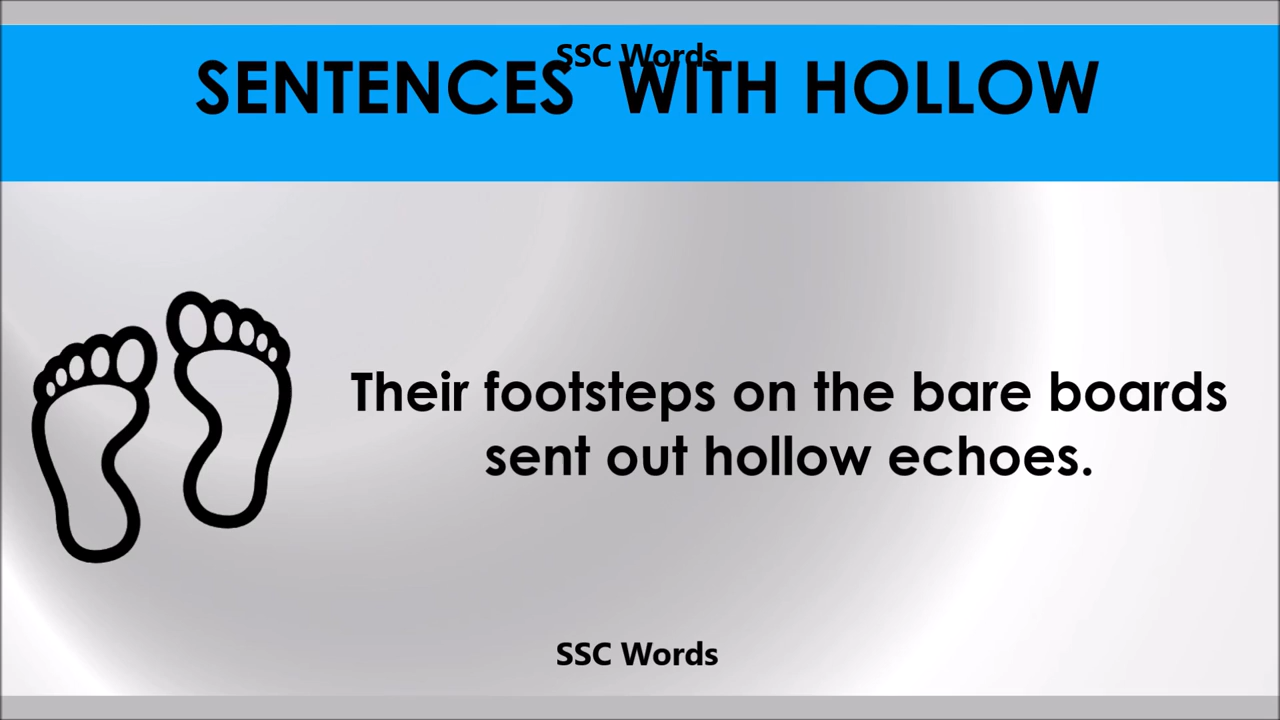 SSC Words
SENTENCES WITH HOLLOW
Their footsteps on the bare boards
sent out hollow echoes.
SSC Words